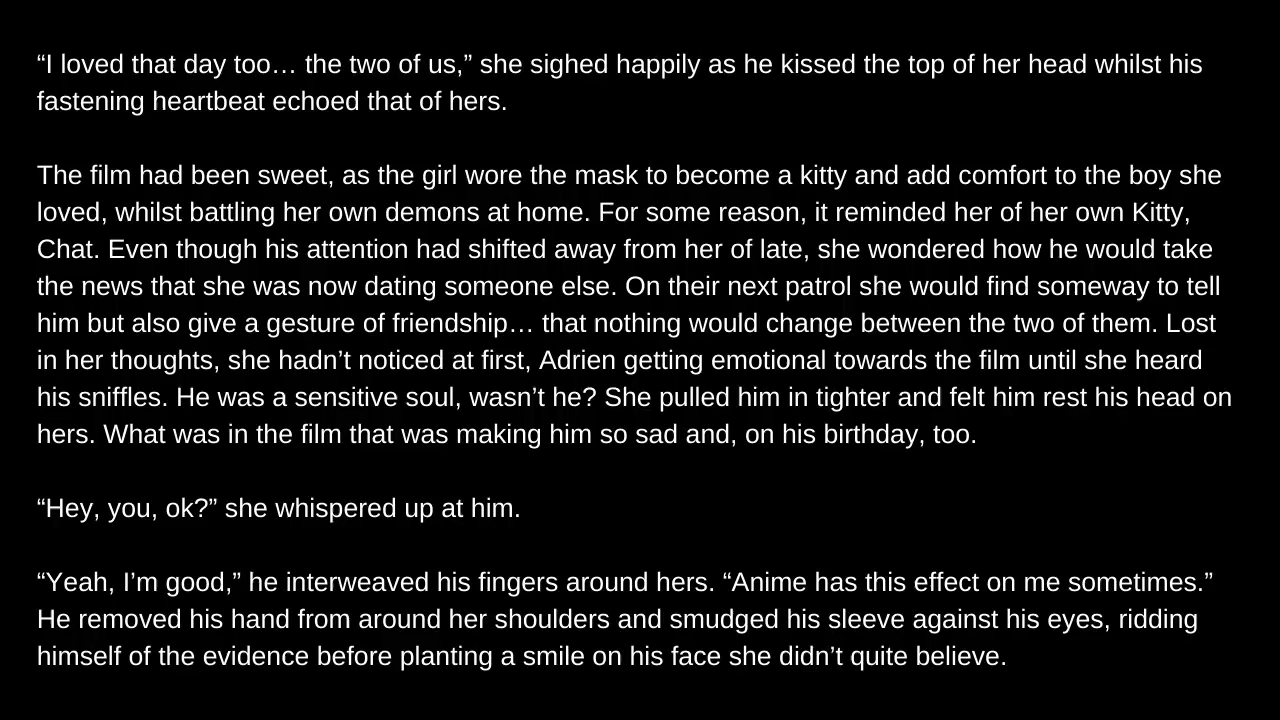 “I loved that day too… the two of us,” she sighed happily as he kissed the top of her head whilst his
fastening heartbeat echoed that of hers.
The film had been sweet, as the girl wore the mask to become a kitty and add comfort to the boy she
loved, whilst battling her own demons at home. For some reason, it reminded her of her own Kitty,
Chat. Even though his attention had shifted away from her of late, she wondered how he would take
the news that she was now dating someone else. On their next patrol she would find someway to tell
him but also give a gesture of friendship… that nothing would change between the two of them. Lost
in her thoughts, she hadn’t noticed at first, Adrien getting emotional towards the film until she heard
his sniffles. He was a sensitive soul, wasn’t he? She pulled him in tighter and felt him rest his head on
hers. What was in the film that was making him so sad and, on his birthday, too.
“Hey, you, ok?” she whispered up at him.
“Yeah, I’m good,” he interweaved his fingers around hers. “Anime has this effect on me sometimes.”
He removed his hand from around her shoulders and smudged his sleeve against his eyes, ridding
himself of the evidence before planting a smile on his face she didn’t quite believe.